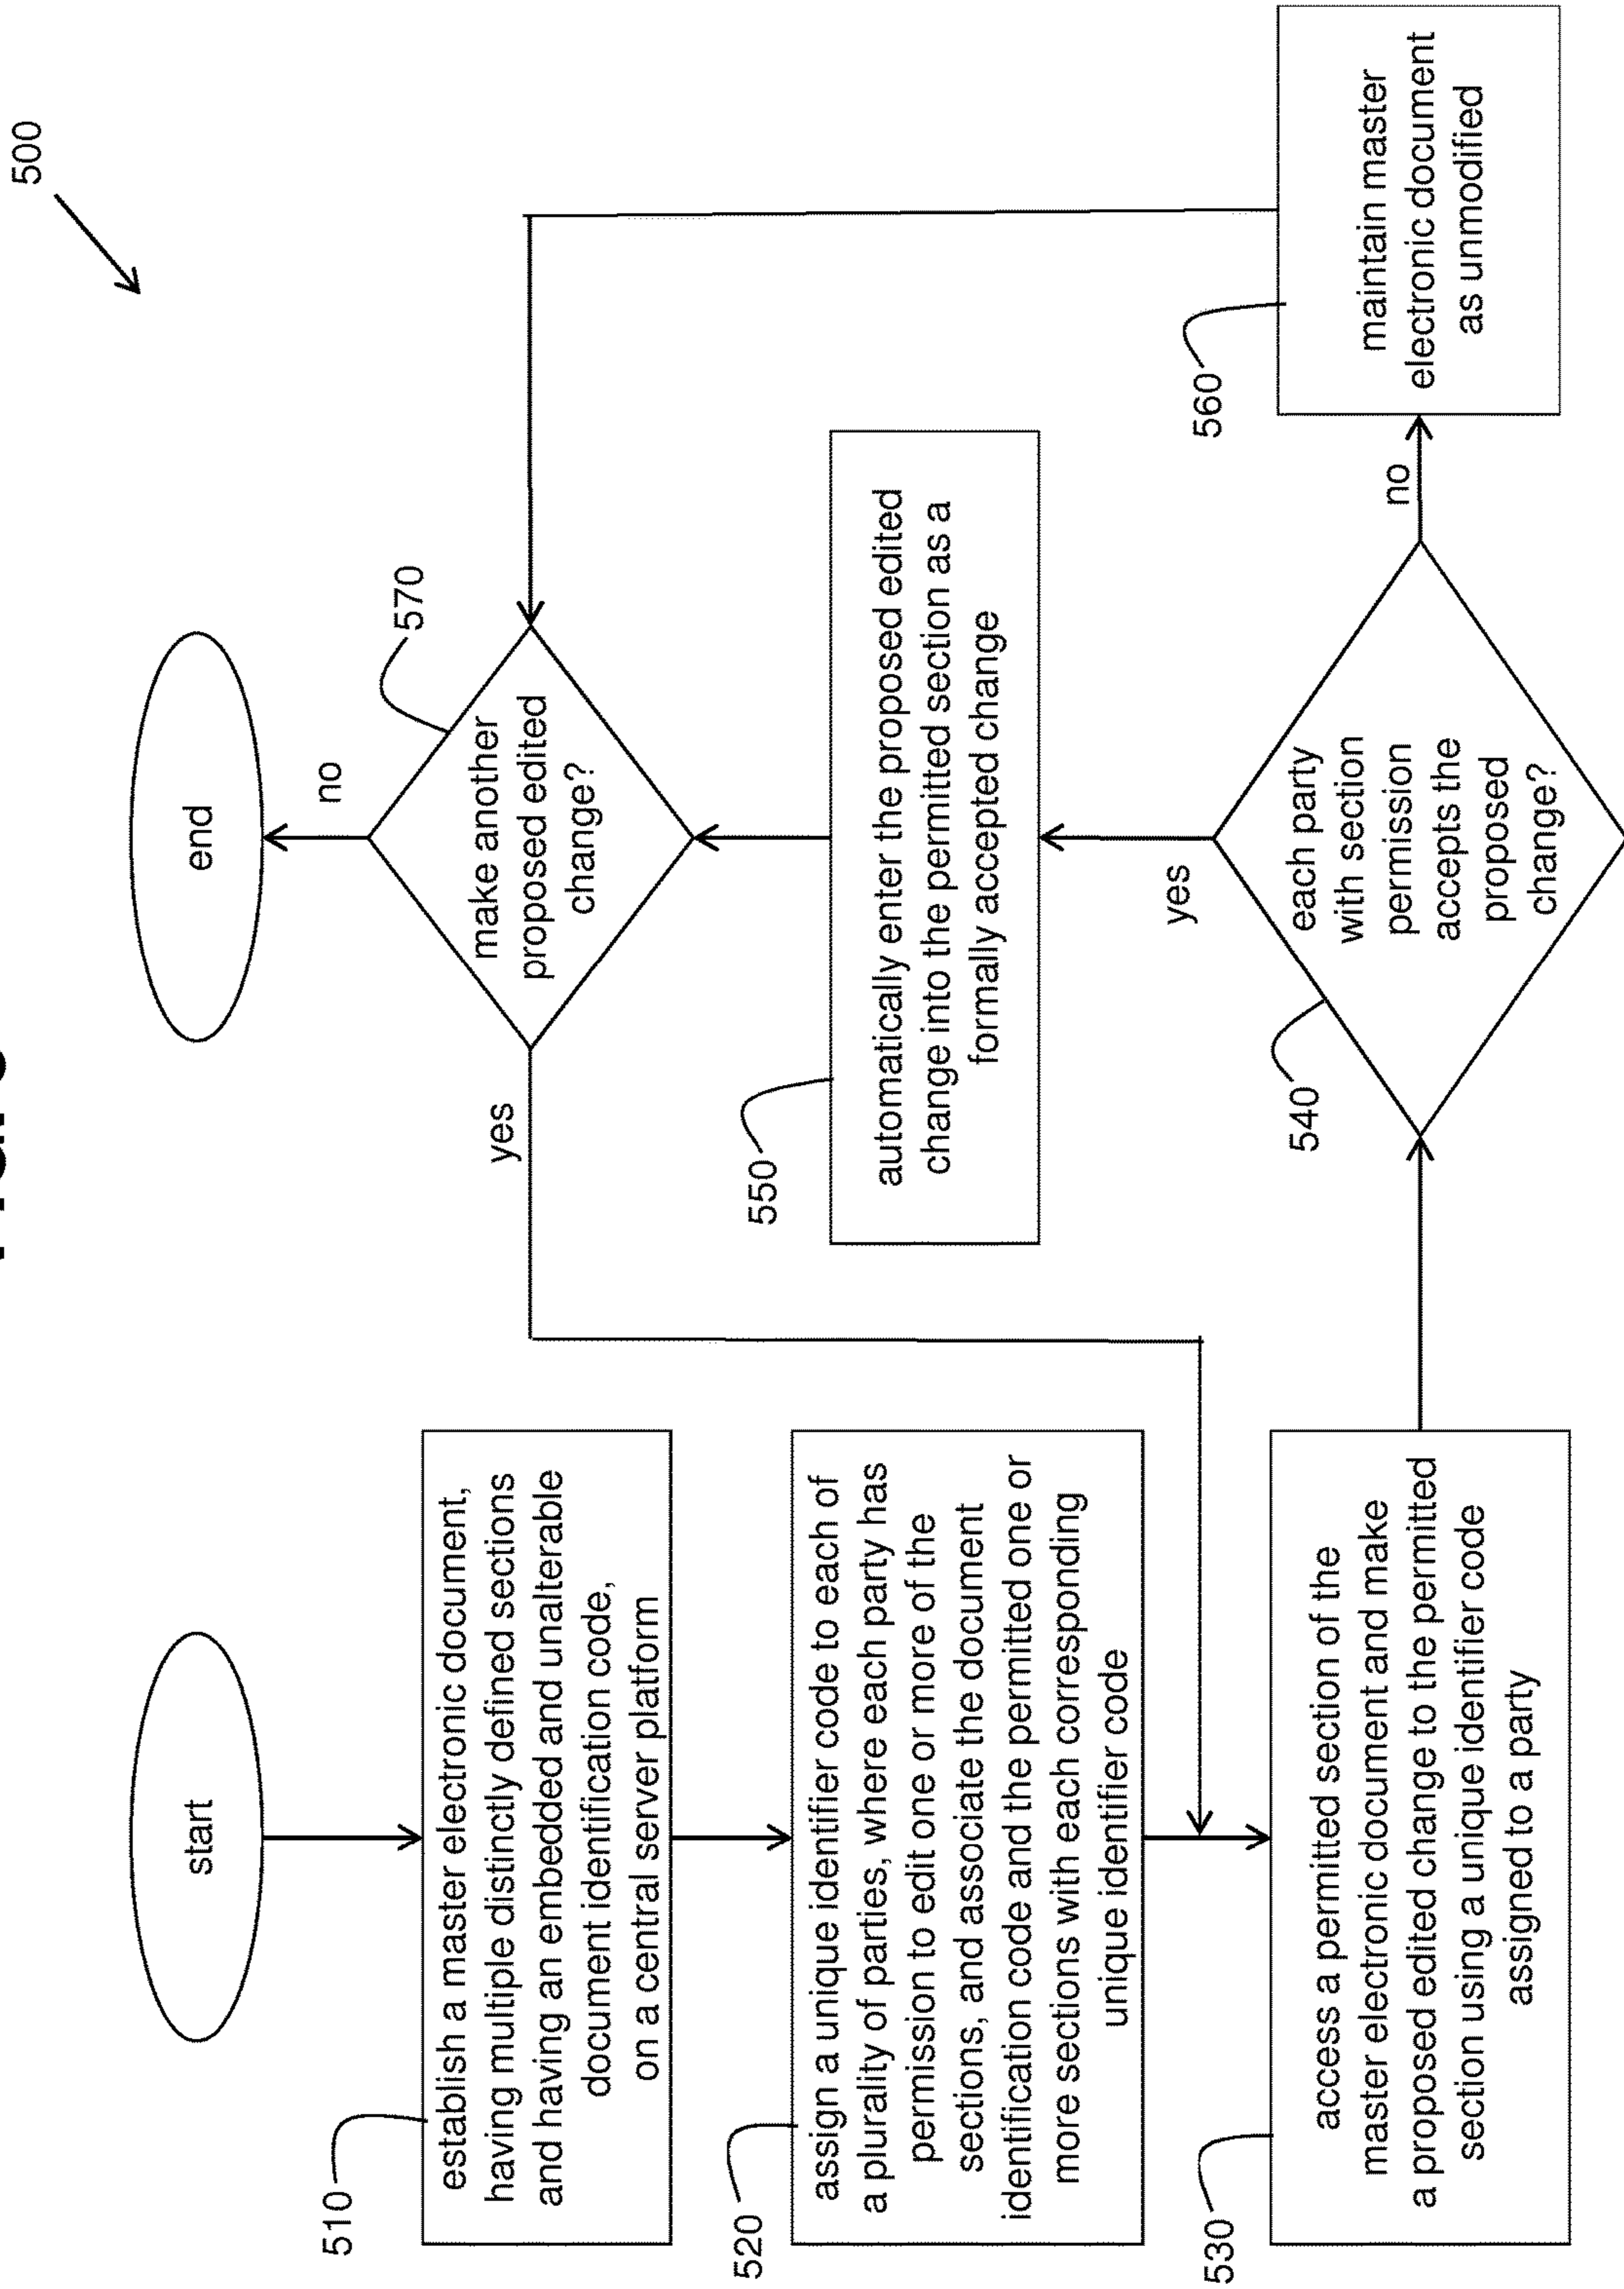 500
start
510
establish a master electronic document,
having multiple distinctly defined sections
and having an embedded and unalterable
document identification code,
on a central server platform
520
assign a unique identifier code to each of
a plurality of parties, where each party has
permission to edit one or more of the
sections, and associate the document
identification code and the permitted one or
more sections with each corresponding
unique identifier code
530
access a permitted section of the
master electronic document and make
a proposed edited change to the permitted
section using a unique identifier code
assigned to a party
540
each party
with section
permission
accepts the
proposed
change?
yes
no
550
automatically enter the proposed edited
change into the permitted section as a
formally accepted change
560
maintain master
electronic document
as unmodified
570
make another
proposed edited
change?
yes
no
end